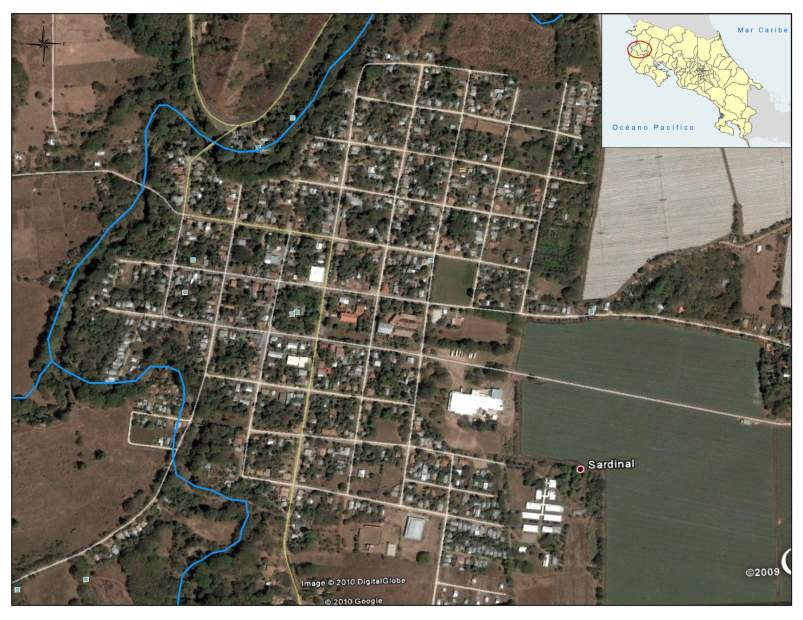 Mar Caribe
Océano Pacífico
Sardinal
©2009
Image © 2010 DigitalGlobe
© 2010 Google